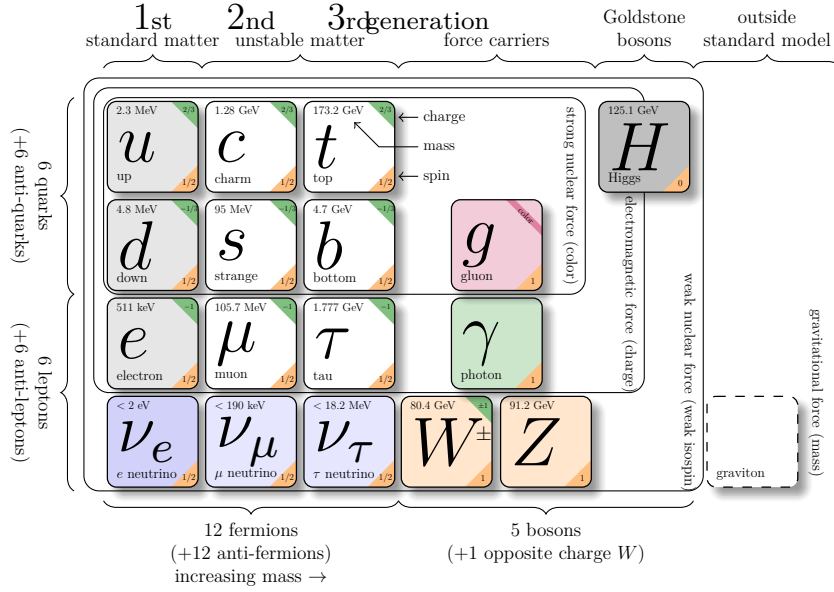 1st 2nd 3rd generation
standard matter unstable matter force carriers
Goldstone
bosons
outside
standard model
6 quarks
(+6 anti-quarks)
6 leptons
(+6 anti-leptons)
2.3 MeV 2/3
u
up 1/2
1.28 GeV 2/3
c
charm 1/2
173.2 GeV 2/3
t
top 1/2
charge
mass
spin
125.1 GeV
H
Higgs 0
4.8 MeV −1/3
d
down 1/2
95 MeV −1/3
s
strange 1/2
4.7 GeV −1/3
b
bottom 1/2
color
g
gluon 1
511 keV −1
e
electron 1/2
105.7 MeV −1
μ
muon 1/2
1.777 GeV −1
τ
tau 1/2
γ
photon 1
< 2 eV
νe
e neutrino 1/2
< 190 keV
νμ
μ neutrino 1/2
< 18.2 MeV
ντ
τ neutrino 1/2
80.4 GeV ±1
W±
1
91.2 GeV
Z
1
graviton
strong nuclear force (color)
electromagnetic force (charge)
weak nuclear force (weak isospin)
gravitational force (mass)
12 fermions
(+12 anti-fermions)
increasing mass →
5 bosons
(+1 opposite charge W)